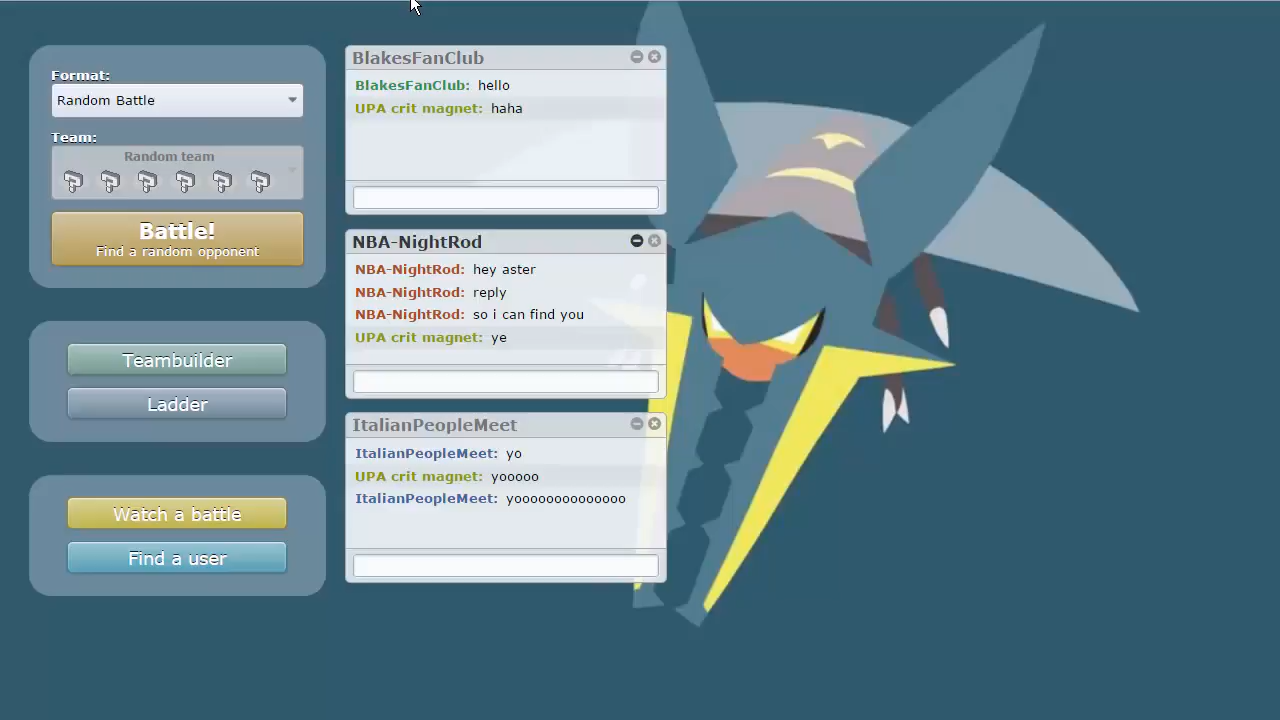 Format:
Random Battle
Team:
Random team
Battle!
Find a random opponent
Teambuilder
Ladder
Watch a battle
Find a user
BlakesFanClub
BlakesFanClub: hello
UPA crit magnet: haha
NBA-NightRod
NBA-NightRod: hey aster
NBA-NightRod: reply
NBA-NightRod: so i can find you
UPA crit magnet: ye
ItalianPeopleMeet
ItalianPeopleMeet: yo
UPA crit magnet: yooooo
ItalianPeopleMeet: yoooooooooooooo